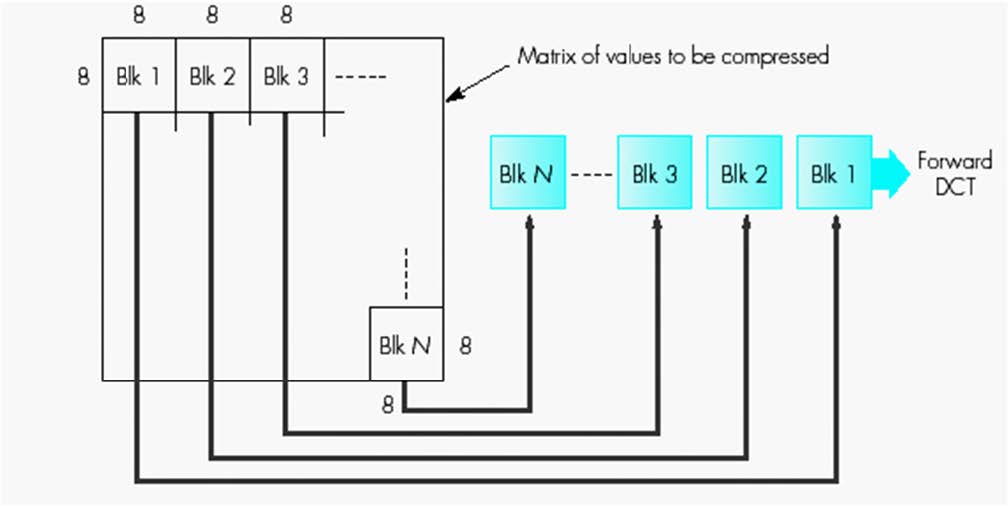 8 8 8
8 Blk 1 Blk 2 Blk 3
Matrix of values to be compressed
Blk N Blk 3 Blk 2 Blk 1
Forward
DCT
Blk N 8
8